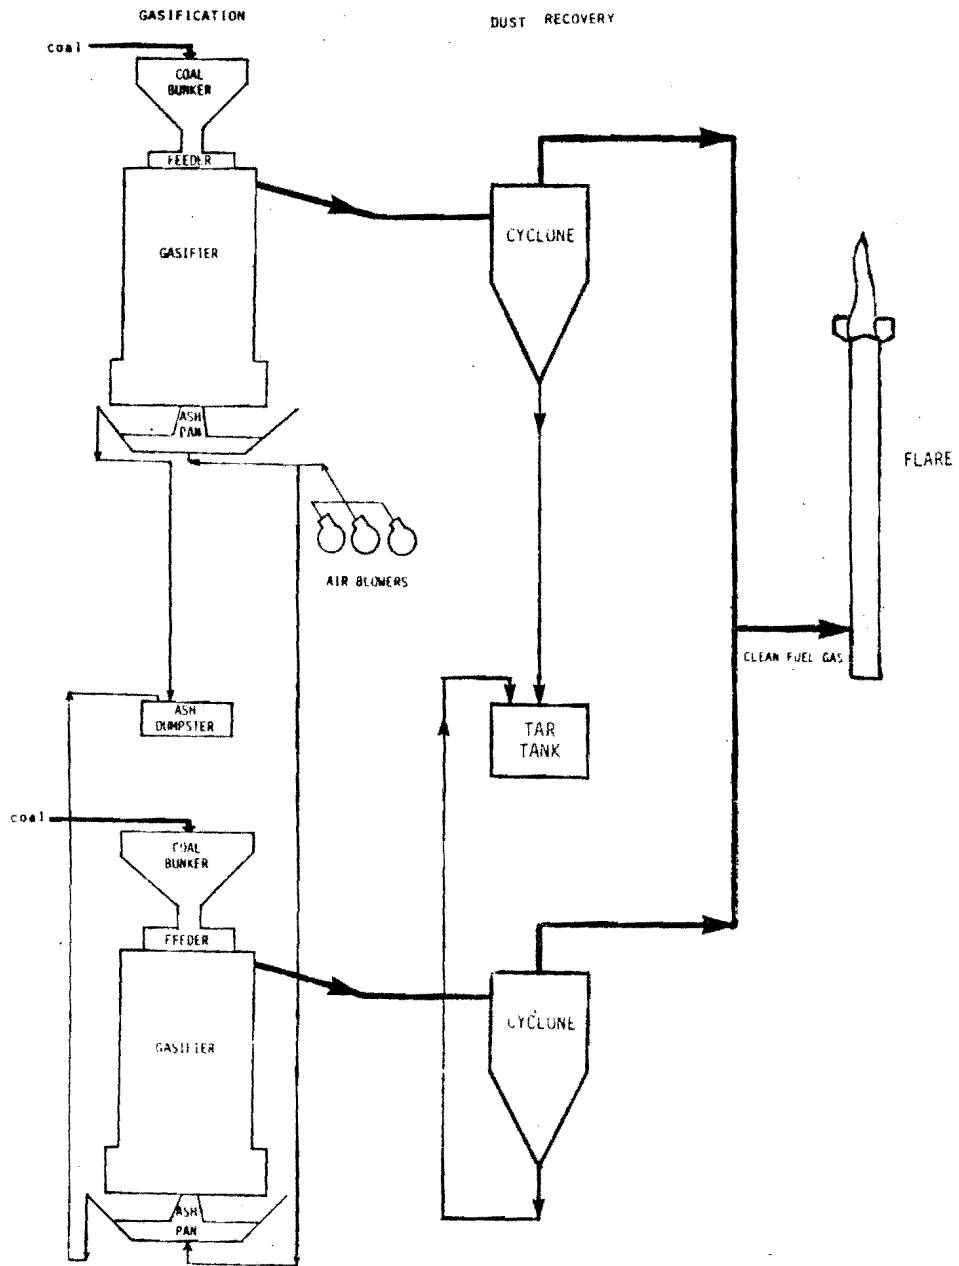 GASIFICATION
DUST RECOVERY
coal
COAL
BUNKER
FEEDER
GASIFIER
CYCLONE
ASH
PAN
AIR BLOWERS
FLARE
CLEAN FUEL GAS
ASH
DUMPSTER
TAR
TANK
coal
COAL
BUNKER
FEEDER
GASIFIER
CYCLONE
ASH
PAN